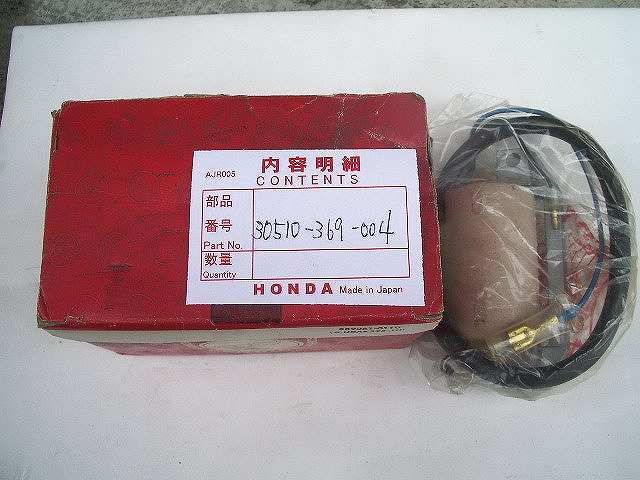 AJR005
内容明細
CONTENTS
部品
番号
Part No.
30510-369-004
数量
Quantity
HONDA Made in Japan